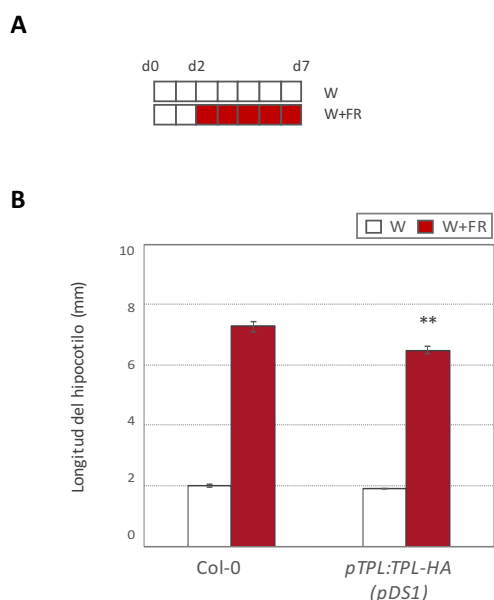 A
d0 d2 d7
W
W+FR
B
W W+FR
Longitud del hipocotilo (mm)
10
8
6
4
2
0
**
Col-0 pTPL:TPL-HA
(pDS1)